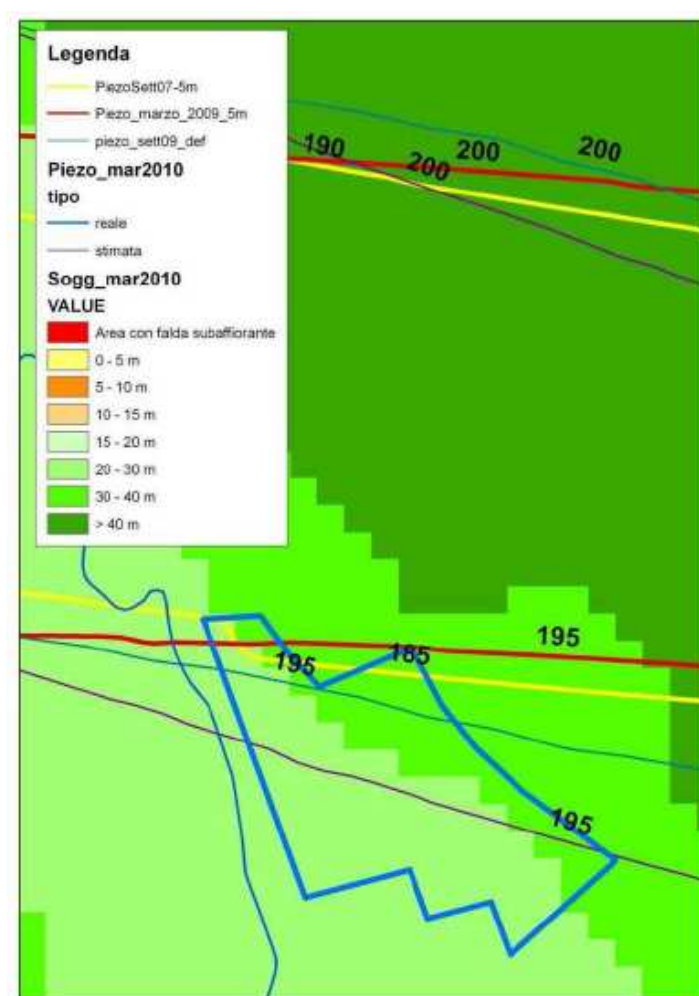 Legenda
PiezoSett07-5m
Piezo_marzo_2009_5m
piezo_sett09_def
Piezo_mar2010
tipo
reale
stimata
Sogg_mar2010
VALUE
Area con falda subaffiorante
0 - 5 m
5 - 10 m
10 - 15 m
15 - 20 m
20 - 30 m
30 - 40 m
> 40 m
190
200
200
200
195
185
195
195